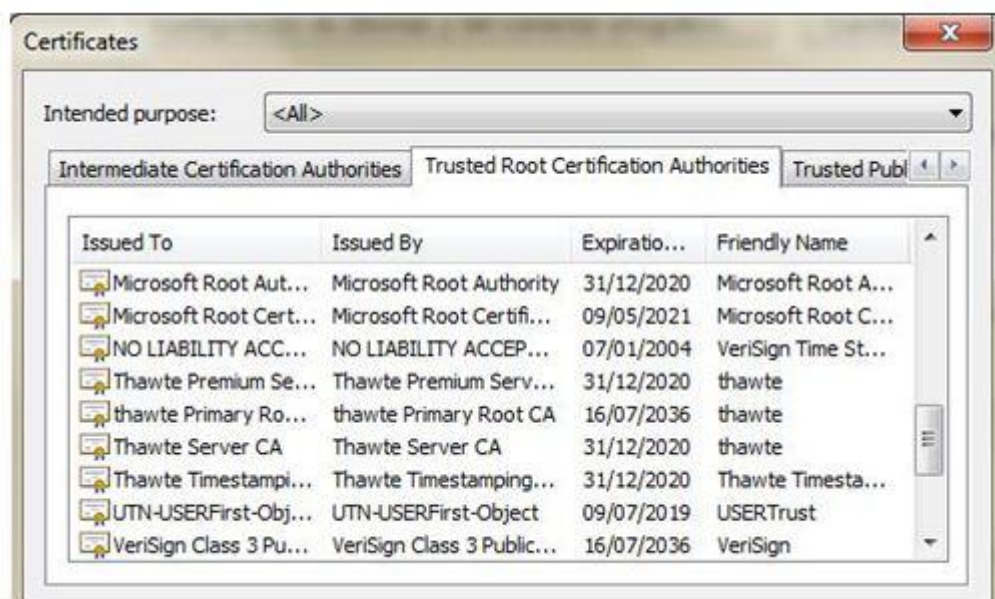 Certificates
Intended purpose: <All>
Intermediate Certification Authorities Trusted Root Certification Authorities Trusted Publ
Issued To Issued By Expiratio... Friendly Name
Microsoft Root Aut... Microsoft Root Authority 31/12/2020 Microsoft Root A...
Microsoft Root Cert... Microsoft Root Certifi... 09/05/2021 Microsoft Root C...
NO LIABILITY ACC... NO LIABILITY ACCEP... 07/01/2004 VeriSign Time St...
Thawte Premium Se... Thawte Premium Serv... 31/12/2020 thawte
thawte Primary Ro... thawte Primary Root CA 16/07/2036 thawte
Thawte Server CA Thawte Server CA 31/12/2020 thawte
Thawte Timestampi... Thawte Timestamping... 31/12/2020 Thawte Timesta...
UTN-USERFirst-Obj... UTN-USERFirst-Object 09/07/2019 USERTrust
VeriSign Class 3 Pu... VeriSign Class 3 Public... 16/07/2036 VeriSign